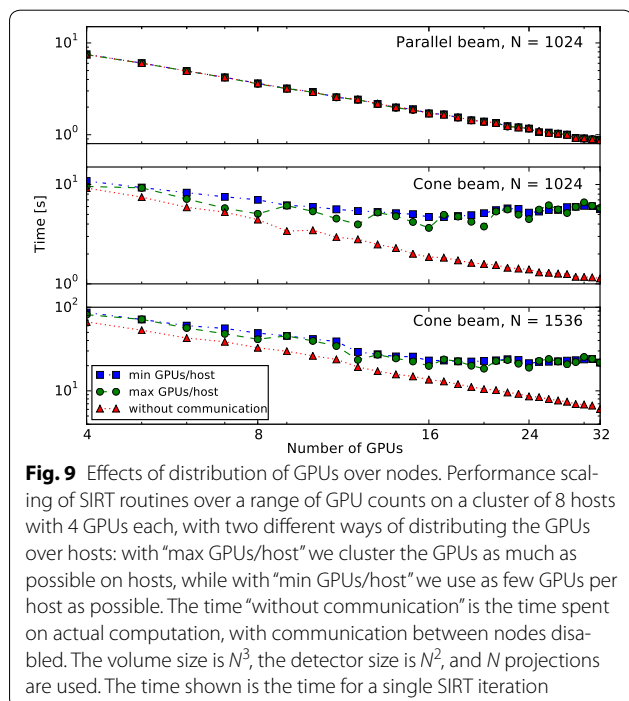 Parallel beam, N = 1024
10¹
10⁰
Cone beam, N = 1024
10¹
10⁰
Time [s]
Cone beam, N = 1536
10²
10¹
min GPUs/host
max GPUs/host
without communication
4 8 16 24 32
Number of GPUs
Fig. 9 Effects of distribution of GPUs over nodes. Performance scal-
ing of SIRT routines over a range of GPU counts on a cluster of 8 hosts
with 4 GPUs each, with two different ways of distributing the GPUs
over hosts: with “max GPUs/host” we cluster the GPUs as much as
possible on hosts, while with “min GPUs/host” we use as few GPUs per
host as possible. The time “without communication” is the time spent
on actual computation, with communication between nodes disa-
bled. The volume size is N³, the detector size is N², and N projections
are used. The time shown is the time for a single SIRT iteration